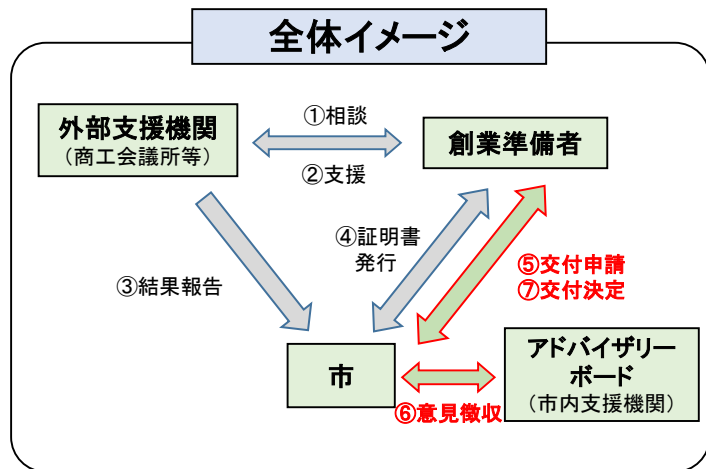 全体イメージ
外部支援機関
（商工会議所等）
①相談
②支援
創業準備者
③結果報告
④証明書
発行
⑤交付申請
⑦交付決定
市
⑥意見徴収
アドバイザリー
ボード
（市内支援機関）